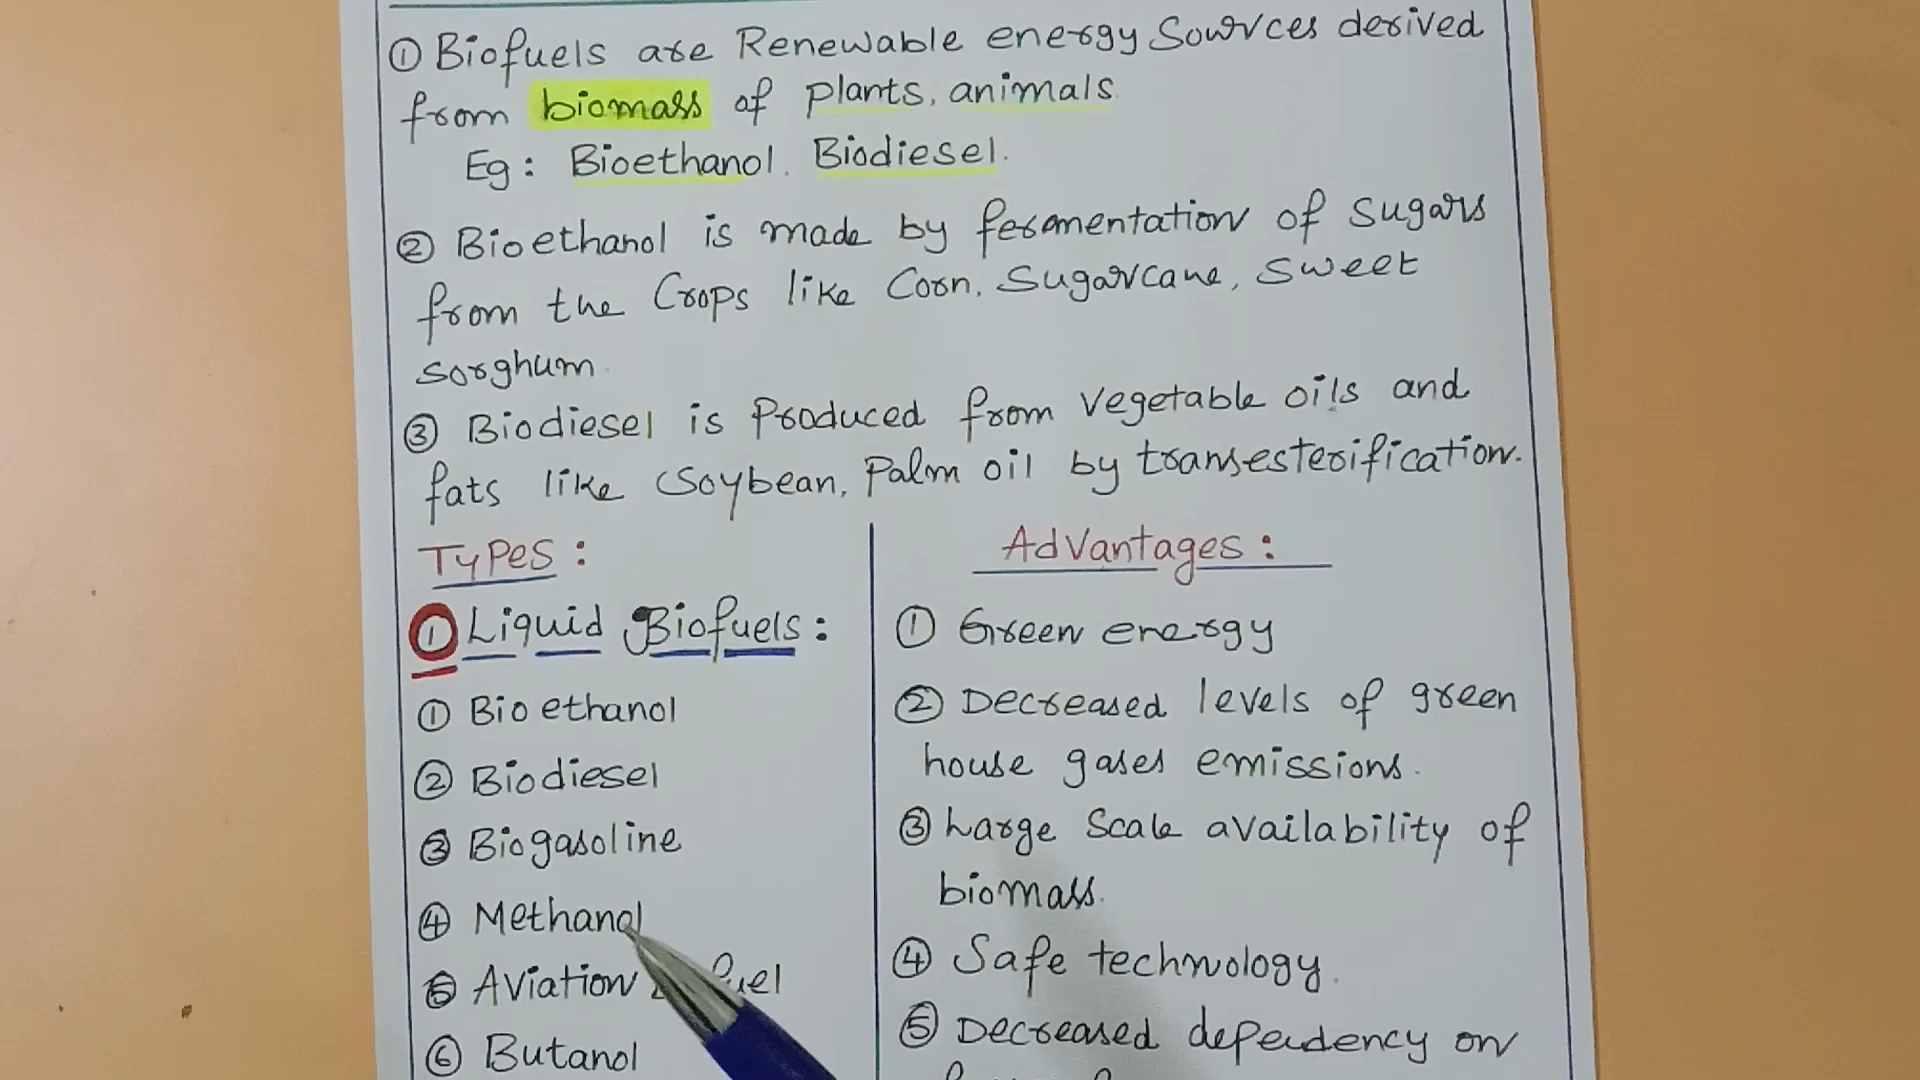 ① Biofuels are Renewable energy Sources derived
from biomass of plants, animals.
Eg: Bioethanol, Biodiesel.
② Bioethanol is made by fermentation of sugars
from the Crops like Corn, Sugarcane, Sweet
sorghum.
③ Biodiesel is Produced from vegetable oils and
fats like Soybean, Palm oil by transesterification.
Types:
① Liquid Biofuels:
① Bioethanol
② Biodiesel
③ Biogasoline
④ Methanol
⑤ Aviation
⑥ Butanol
Advantages:
① Green energy
② Decreased levels of green
house gases emissions.
③ Large Scale availability of
biomass.
④ Safe technology.
⑤ Decreased dependency on